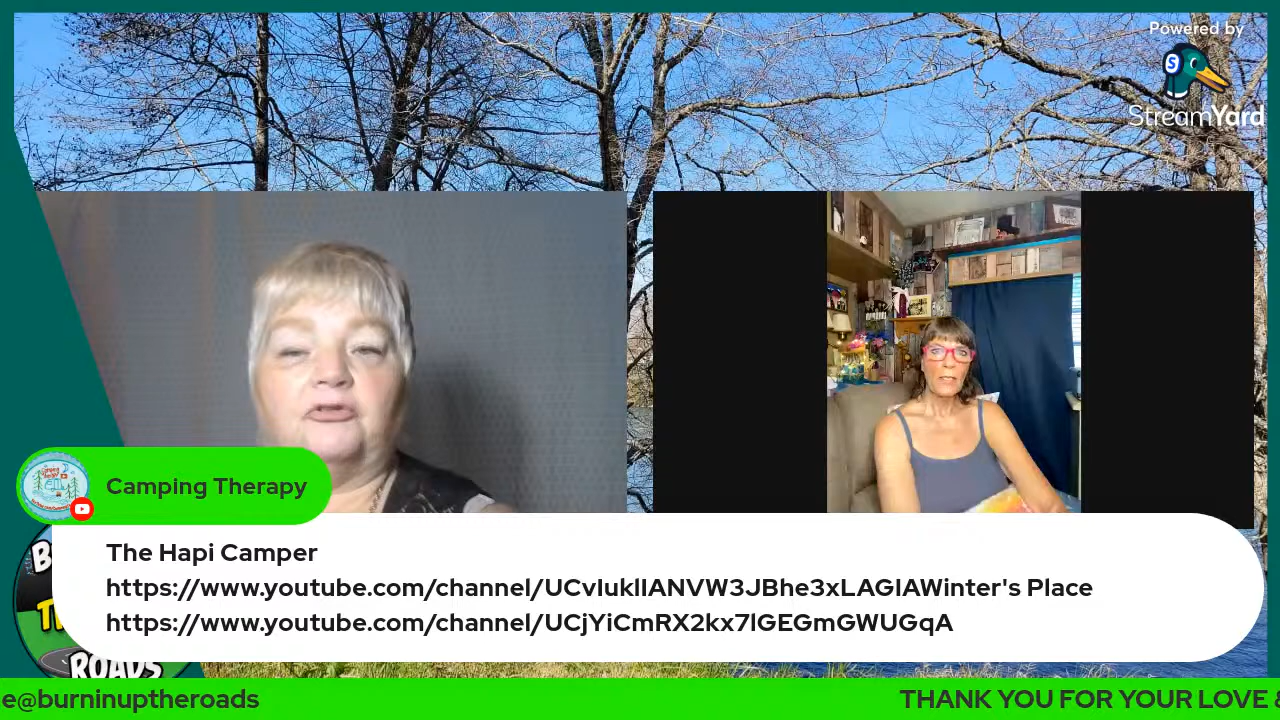 Powered by
S
StreamYard
Camping Therapy
The Hapi Camper
https://www.youtube.com/channel/UCvIuklIANVW3JBhe3xLAGIAWinter's Place
https://www.youtube.com/channel/UCjYiCmRX2kx7lGEGmGWUGqA
ROADS
e@burninuptheroads
THANK YOU FOR YOUR LOVE &